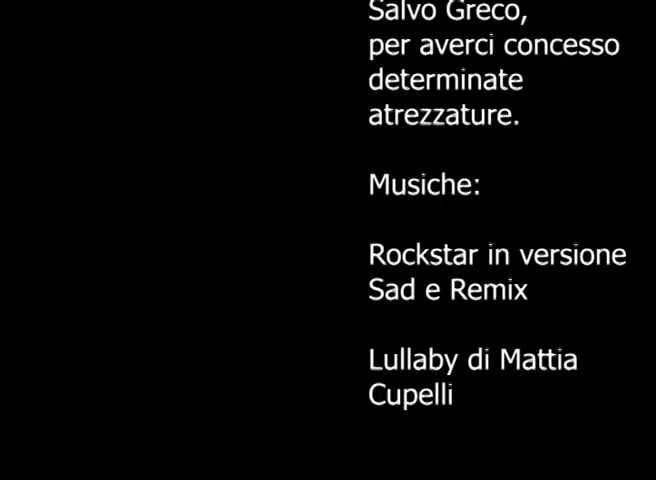 Salvo Greco,
per averci concesso
determinate
atrezzature.
Musiche:
Rockstar in versione
Sad e Remix
Lullaby di Mattia
Cupelli